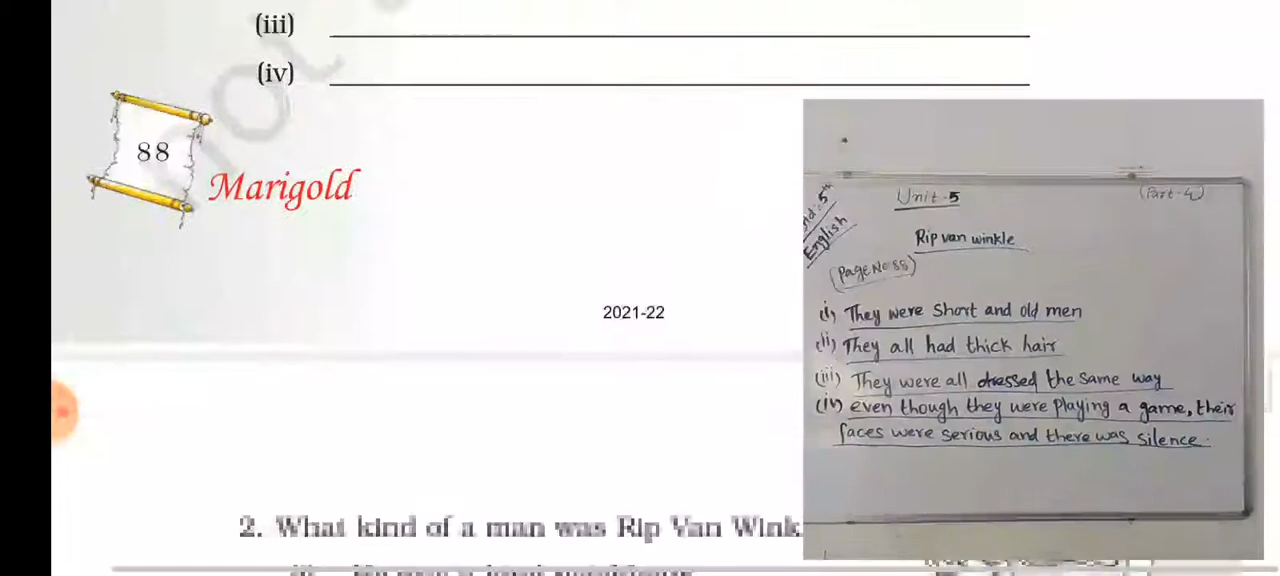 (iii)
(iv)
88
Marigold
2021-22
Std: 5th
English
Unit-5
(Part-4)
Rip van winkle
(Page No 88)
(i) They were Short and old men
(ii) They all had thick hair
(iii) They were all dressed the same way
(iv) even though they were playing a game, their
faces were serious and there was silence.
2. What kind of a man was Rip Van Wink